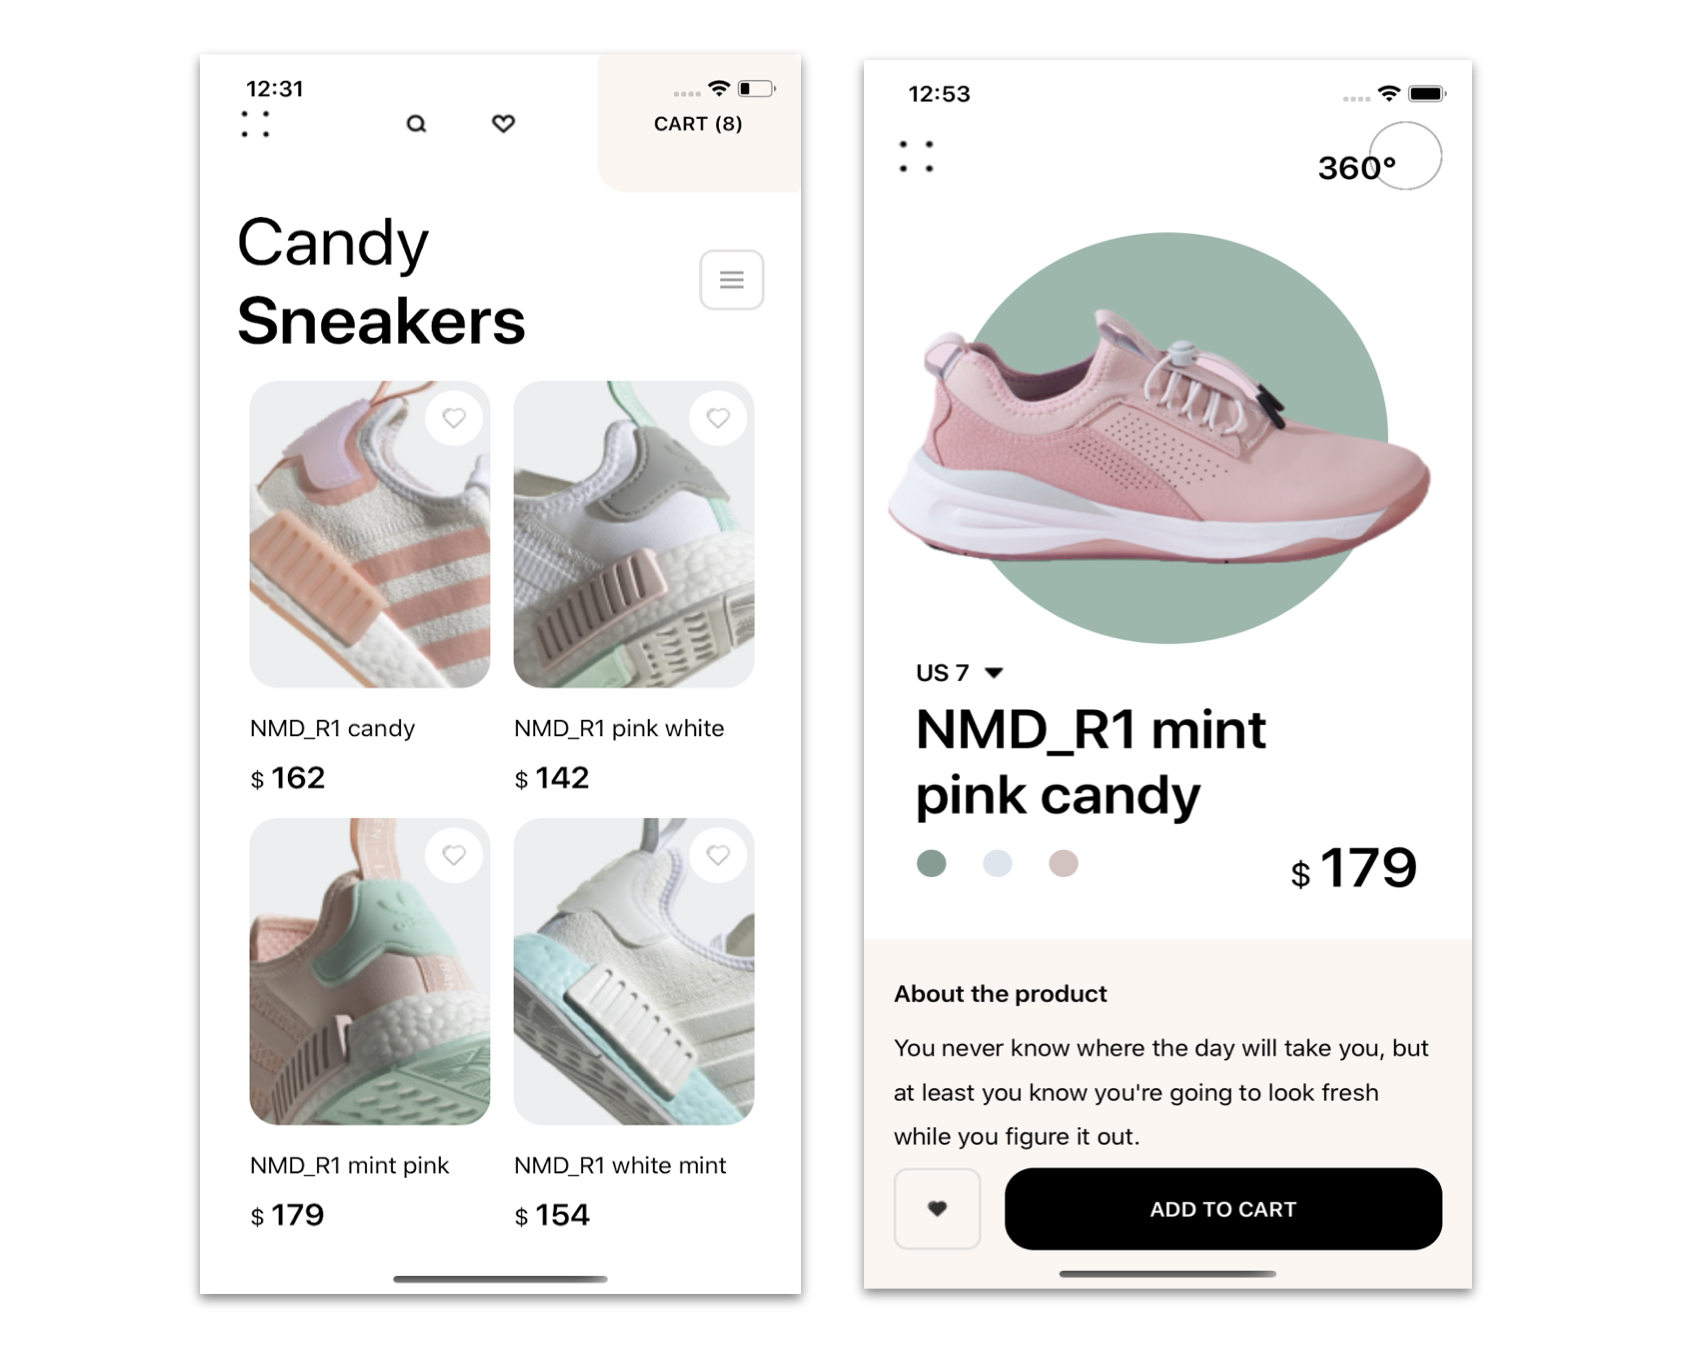 12:31
CART (8)
Candy
Sneakers
NMD_R1 candy
$ 162
NMD_R1 pink white
$ 142
NMD_R1 mint pink
$ 179
NMD_R1 white mint
$ 154
12:53
360°
US 7
NMD_R1 mint
pink candy
$ 179
About the product
You never know where the day will take you, but
at least you know you're going to look fresh
while you figure it out.
ADD TO CART